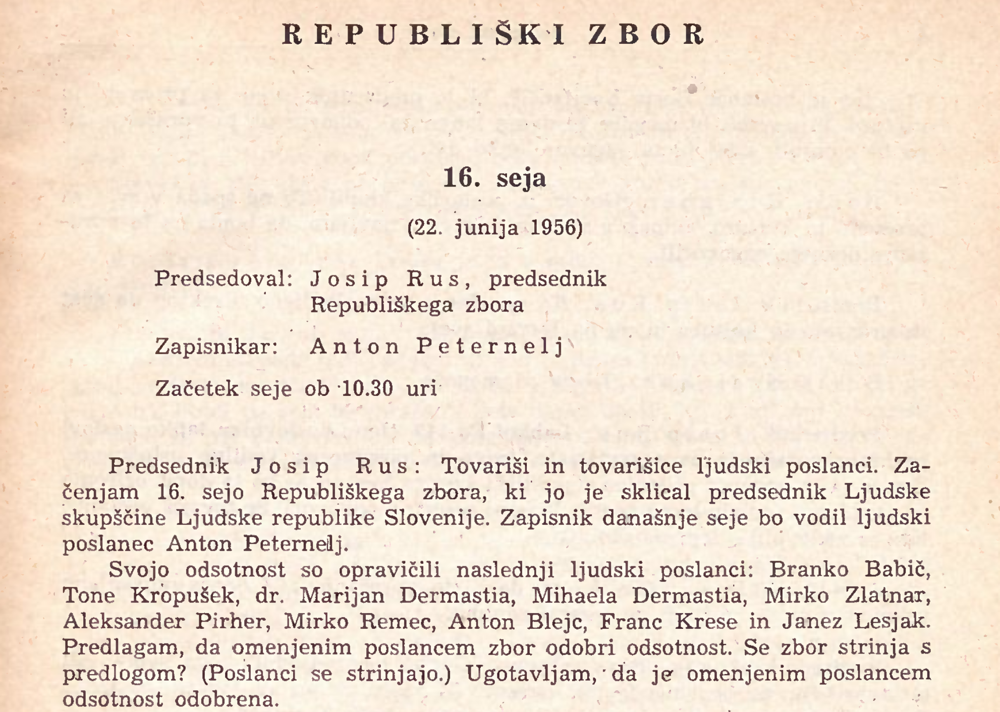 REPUBLIŠKI ZBOR
16. seja
(22. junija 1956)
Predsedoval: Josip Rus, predsednik
Republiškega zbora
Zapisnikar: Anton Peternelj
Začetek seje ob 10.30 uri
Predsednik Josip Rus: Tovariši in tovarišice ljudski poslanci. Za-
čenjam 16. sejo Republiškega zbora, ki jo je sklical predsednik Ljudske
skupščine Ljudske republike Slovenije. Zapisnik današnje seje bo vodil ljudski
poslanec Anton Peternelj.
Svojo odsotnost so opravičili naslednji ljudski poslanci: Branko Babič,
Tone Kropušek, dr. Marijan Dermastia, Mihaela Dermastia, Mirko Zlatnar,
Aleksander Pirher, Mirko Remec, Anton Blejc, Franc Krese in Janez Lesjak.
Predlagam, da omenjenim poslancem zbor odobri odsotnost. Se zbor strinja s
predlogom? (Poslanci se strinjajo.) Ugotavljam, da je omenjenim poslancem
odsotnost odobrena.